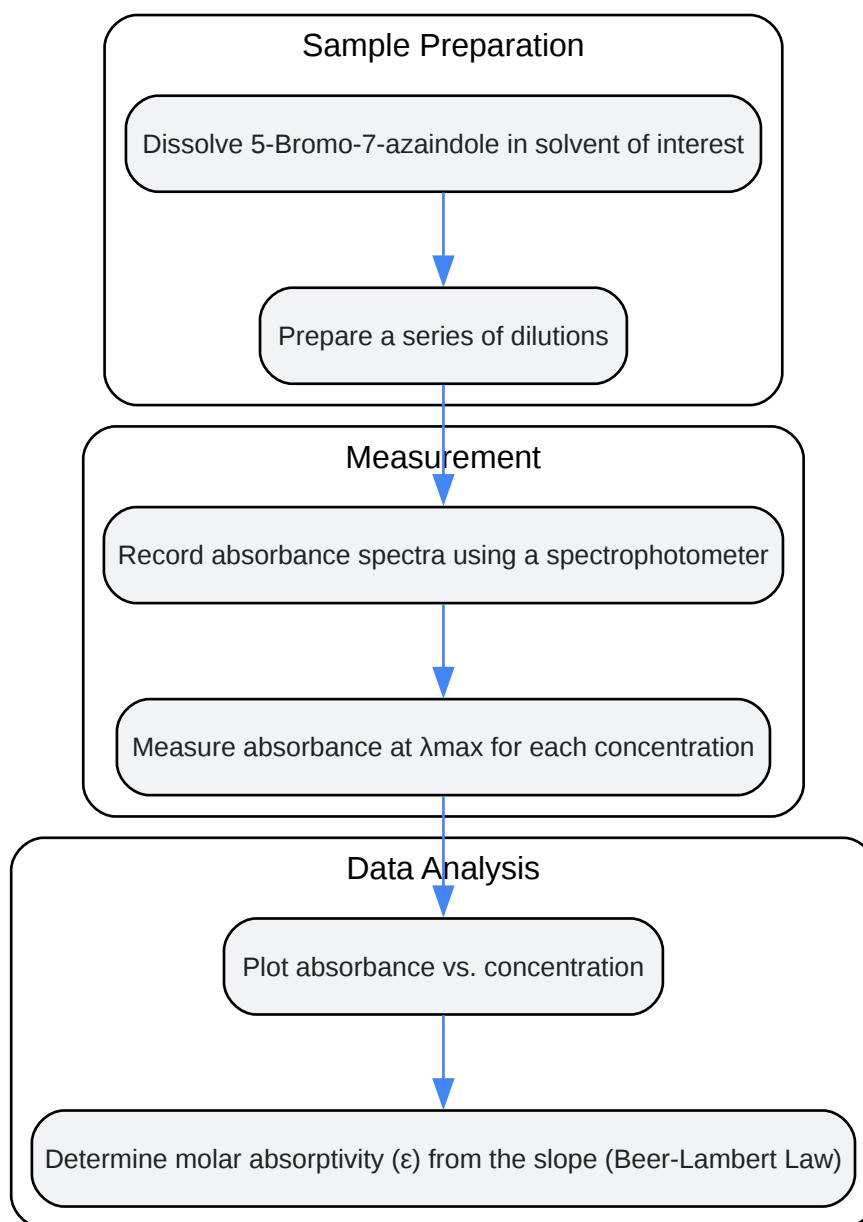 Sample Preparation
Dissolve 5-Bromo-7-azaindole in solvent of interest
Prepare a series of dilutions
Measurement
Record absorbance spectra using a spectrophotometer
Measure absorbance at λmax for each concentration
Data Analysis
Plot absorbance vs. concentration
Determine molar absorptivity (ε) from the slope (Beer-Lambert Law)